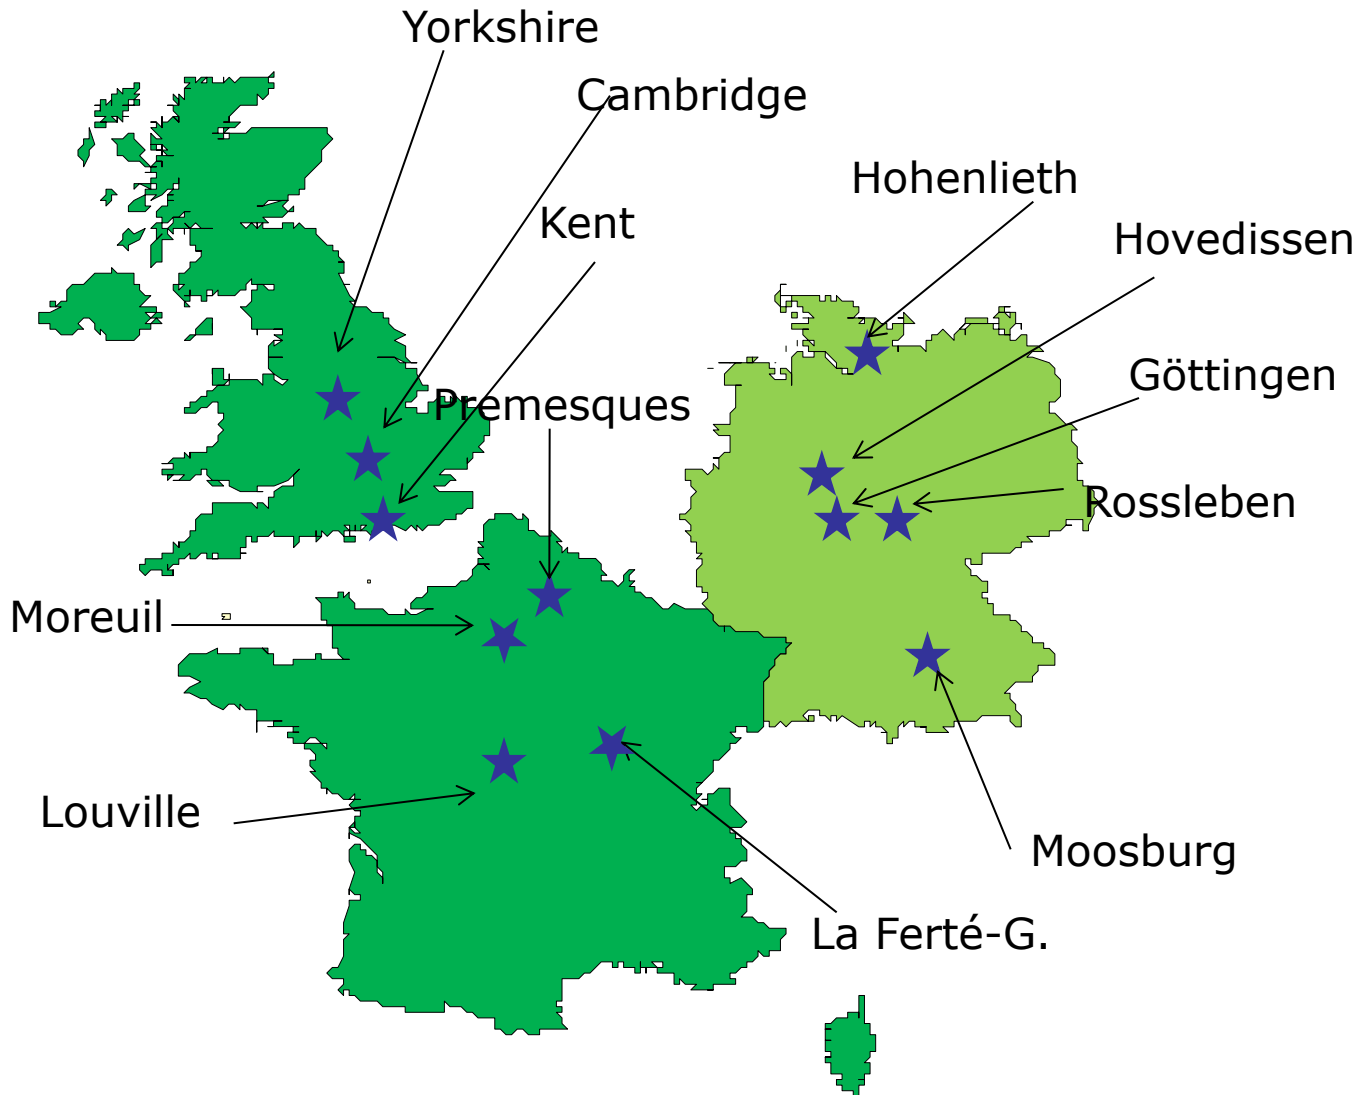 Yorkshire
Cambridge
Hohenlieth
Kent
Hovedissen
Göttingen
Premesques
Rossleben
Moreuil
Louville
Moosburg
La Ferté-G.